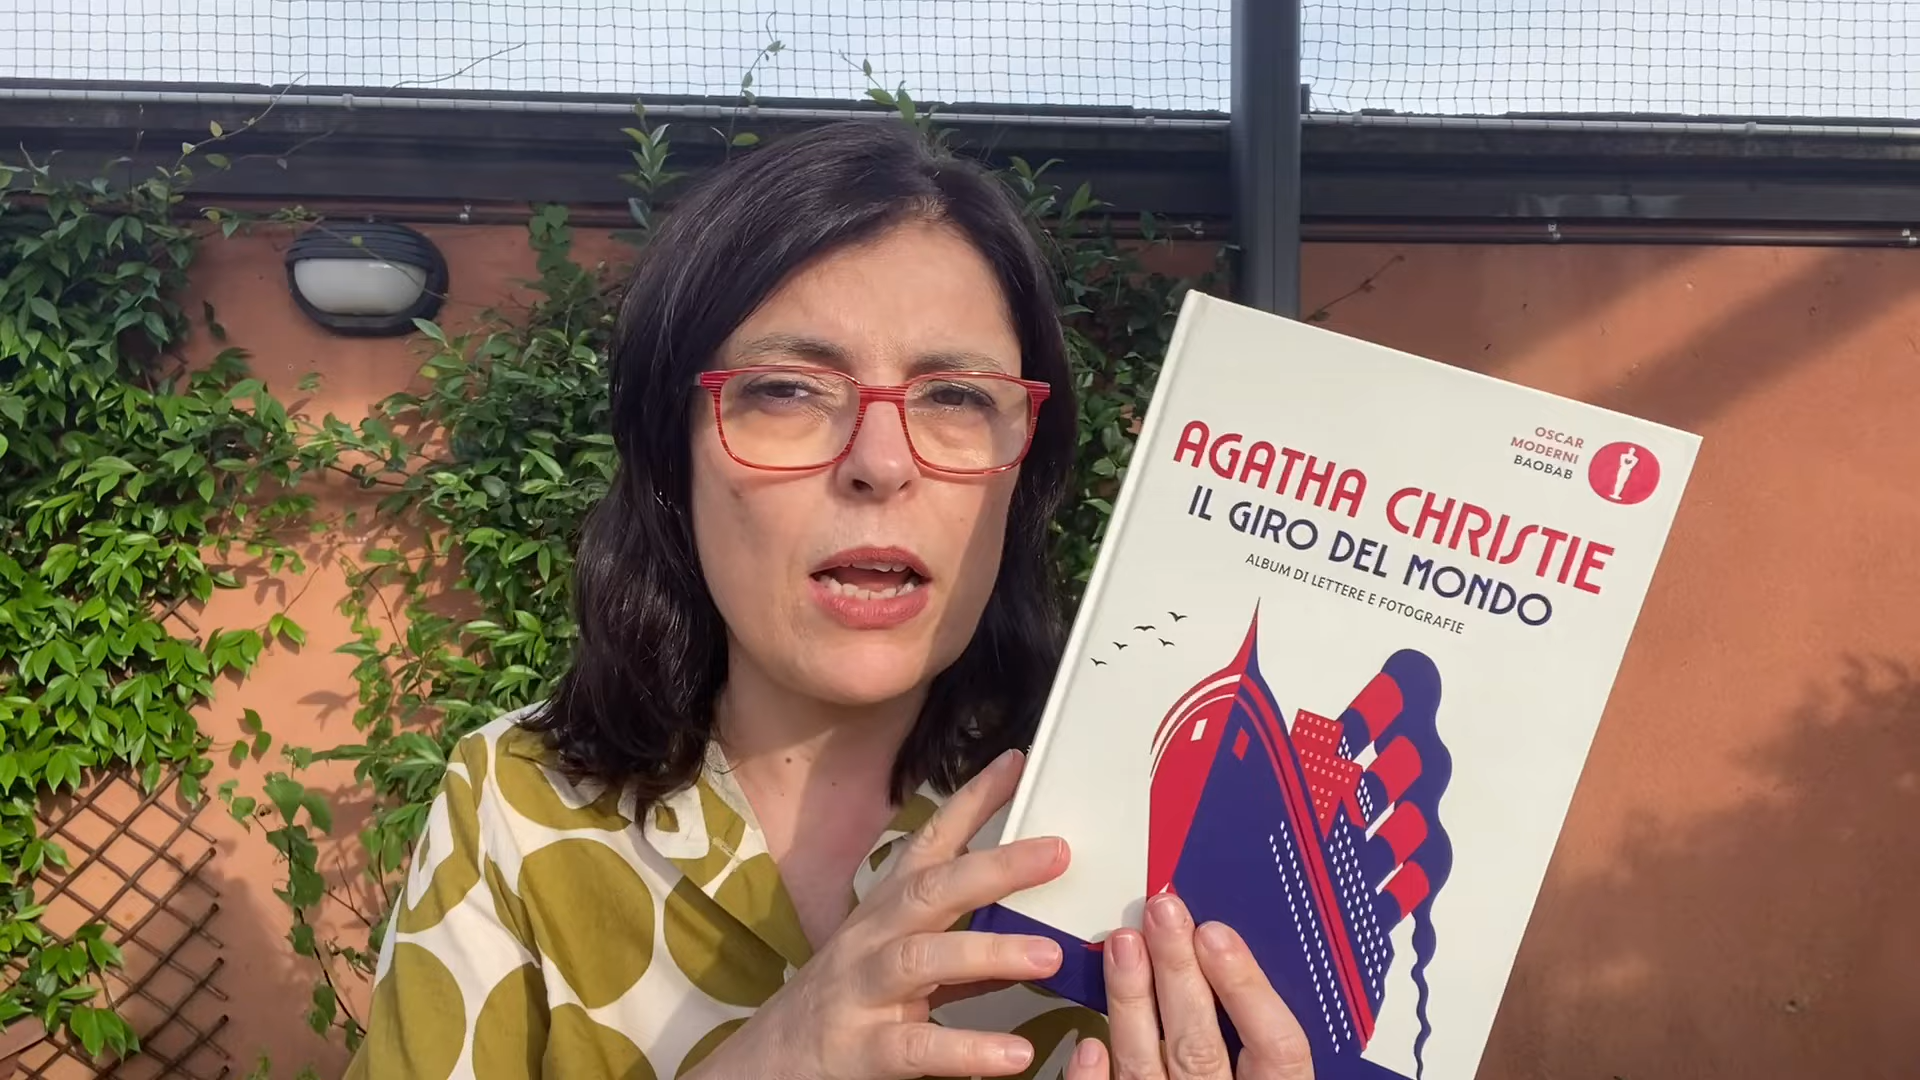 OSCAR
MODERNI
BAOBAB
AGATHA CHRISTIE
IL GIRO DEL MONDO
ALBUM DI LETTERE E FOTOGRAFIE